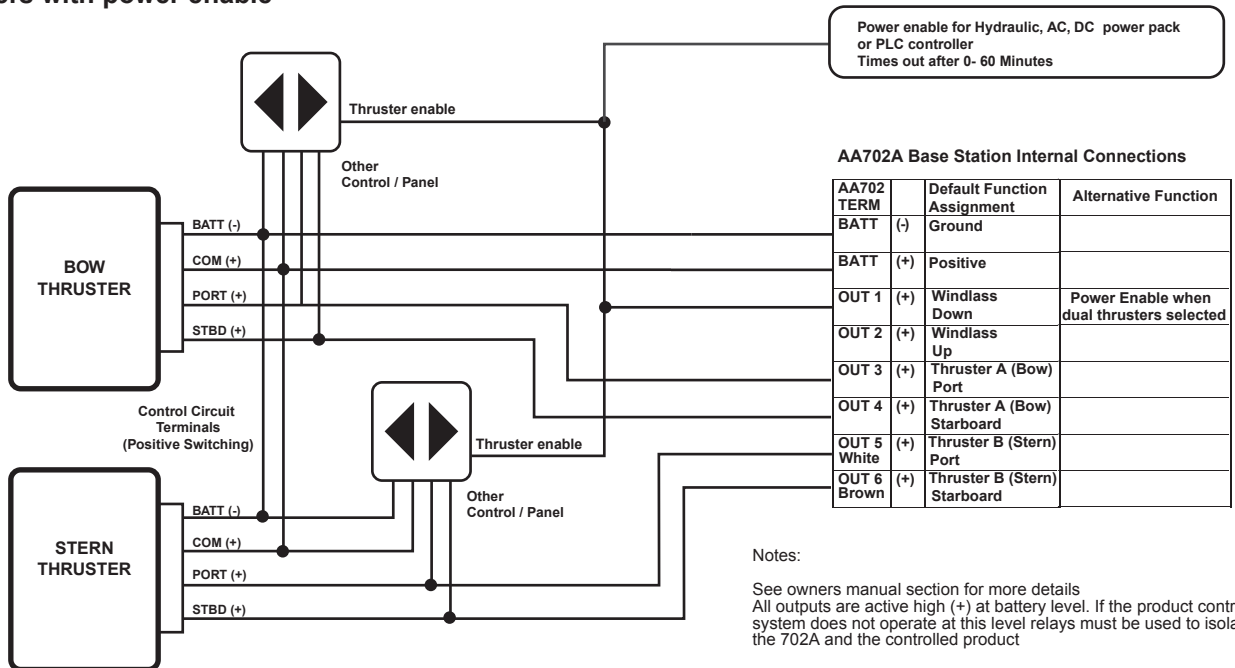 ers with power enable
Power enable for Hydraulic, AC, DC power pack
or PLC controller
Times out after 0- 60 Minutes
Thruster enable
Other
Control / Panel
BOW
THRUSTER
BATT (-)
COM (+)
PORT (+)
STBD (+)
Control Circuit
Terminals
(Positive Switching)
Thruster enable
Other
Control / Panel
STERN
THRUSTER
BATT (-)
COM (+)
PORT (+)
STBD (+)
AA702A Base Station Internal Connections
AA702 TERM Default Function Assignment Alternative Function
BATT (-) Ground
BATT (+) Positive
OUT 1 (+) Windlass Down Power Enable when dual thrusters selected
OUT 2 (+) Windlass Up
OUT 3 (+) Thruster A (Bow) Port
OUT 4 (+) Thruster A (Bow) Starboard
OUT 5 White (+) Thruster B (Stern) Port
OUT 6 Brown (+) Thruster B (Stern) Starboard
Notes:
See owners manual section for more details
All outputs are active high (+) at battery level. If the product contr
system does not operate at this level relays must be used to isola
the 702A and the controlled product